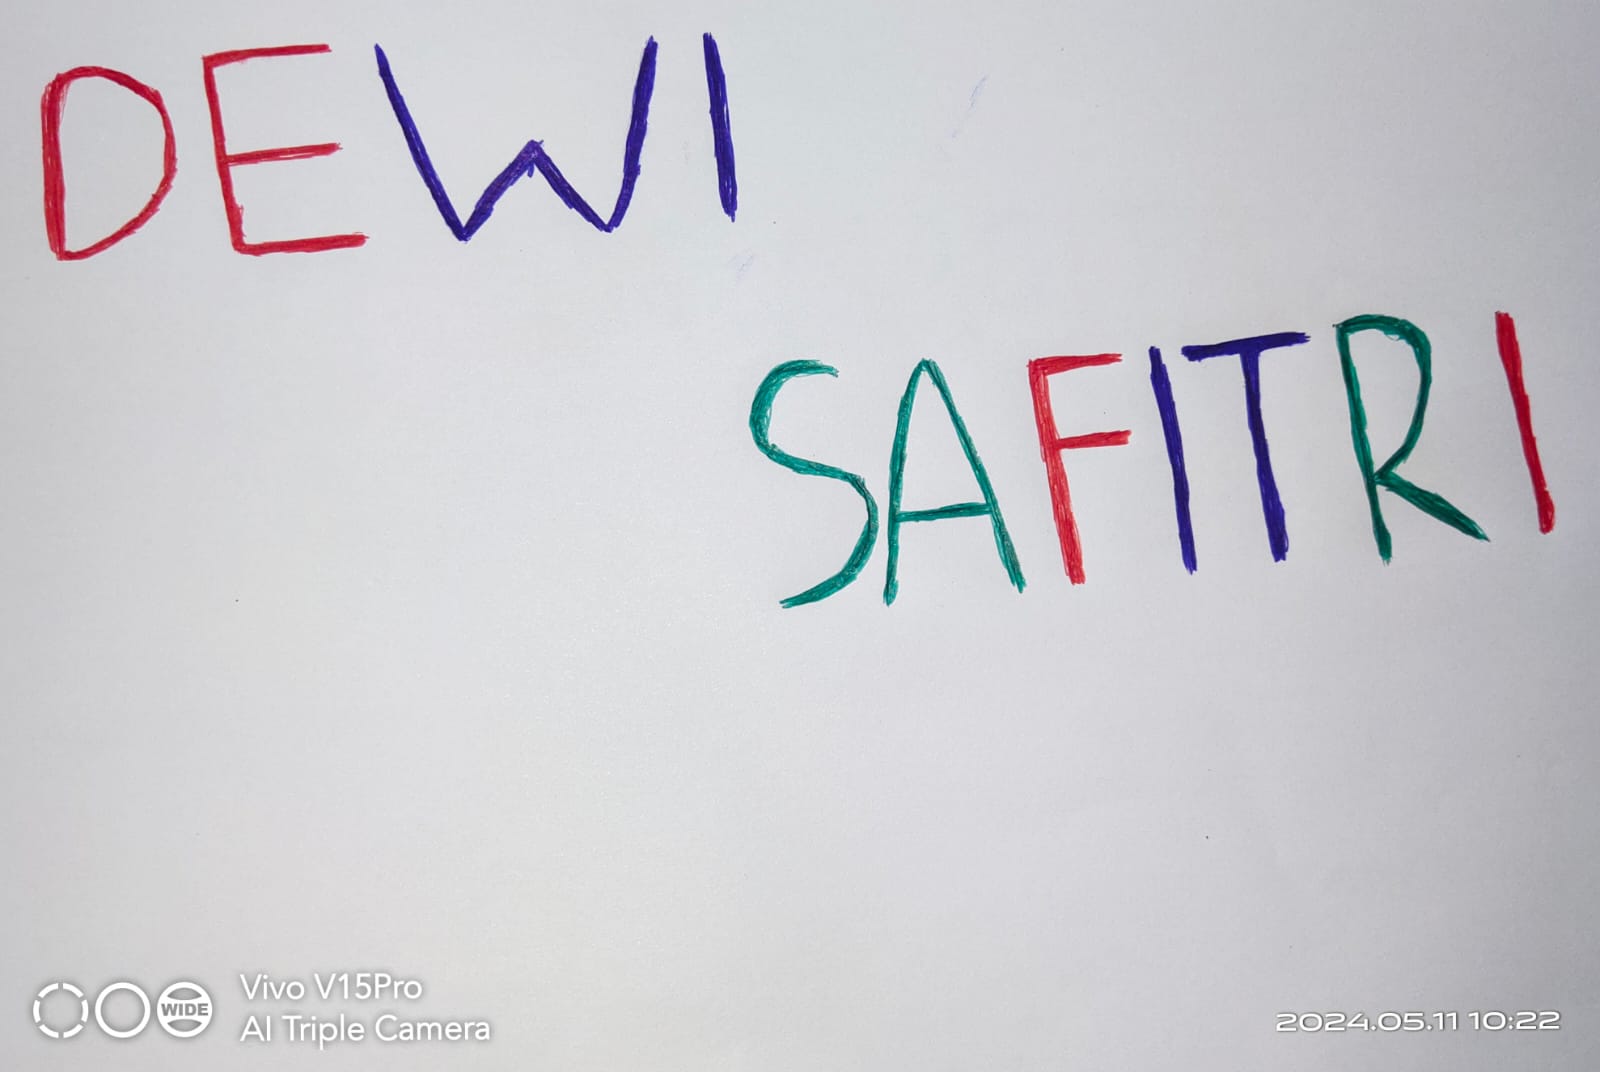 DEWI
SAFITRI
WIDE
Vivo V15Pro
AI Triple Camera
2024.05.11 10:22